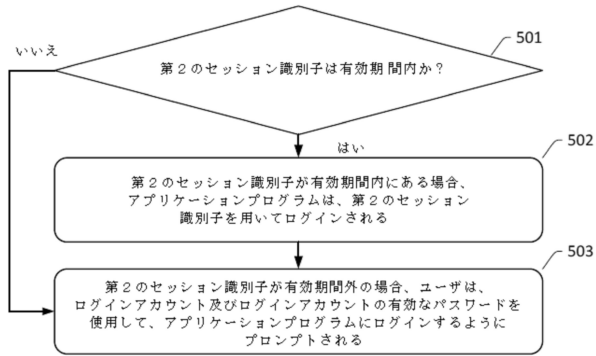 501
いいえ
第２のセッション識別子は有効期間内か？
はい
502
第２のセッション識別子が有効期間内にある場合、
アプリケーションプログラムは、第２のセッション
識別子を用いてログインされる
503
第２のセッション識別子が有効期間外の場合、ユーザは、
ログインアカウント及びログインアカウントの有効なパスワードを
使用して、アプリケーションプログラムにログインするように
プロンプトされる